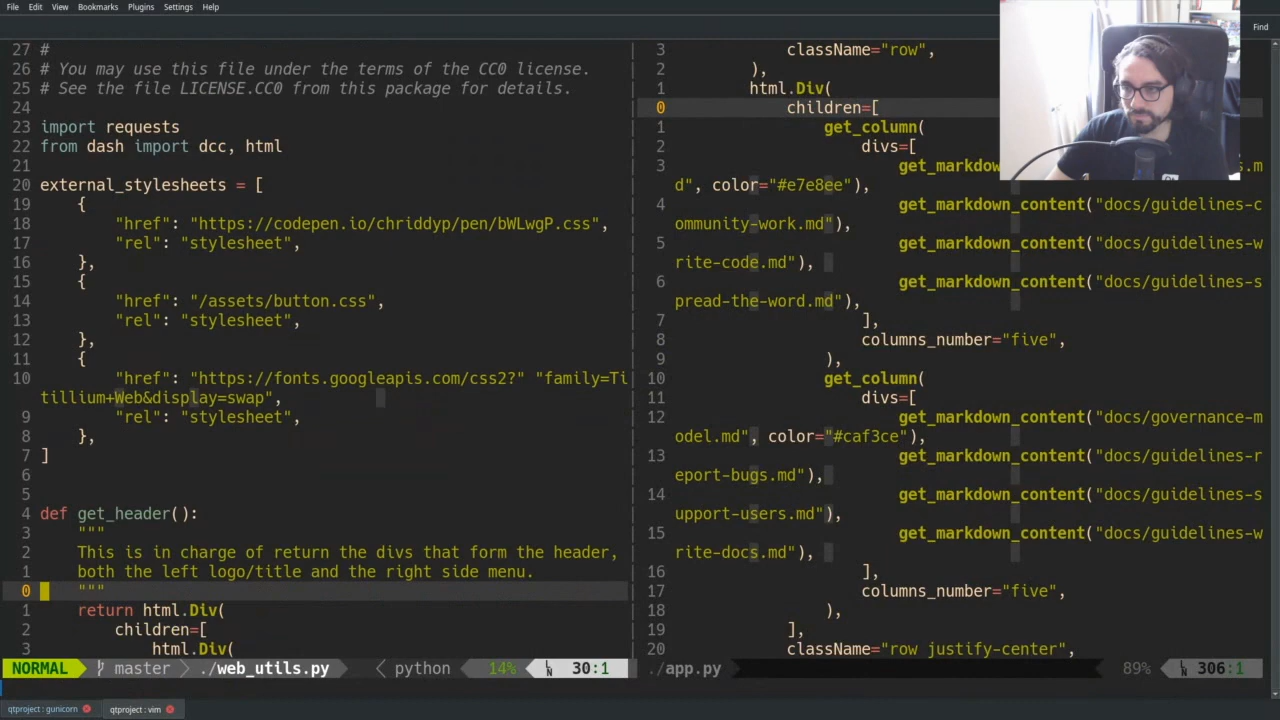 File Edit View Bookmarks Plugins Settings Help
Find
27 #
26 # You may use this file under the terms of the CC0 license.
25 # See the file LICENSE.CC0 from this package for details.
24
23 import requests
22 from dash import dcc, html
21
20 external_stylesheets = [
19 {
18 "href": "https://codepen.io/chriddyp/pen/bWLwgP.css",
17 "rel": "stylesheet",
16 },
15 {
14 "href": "/assets/button.css",
13 "rel": "stylesheet",
12 },
11 {
10 "href": "https://fonts.googleapis.com/css2?" "family=Ti
tillium+Web&display=swap",
9 "rel": "stylesheet",
8 },
7 ]
6
5
4 def get_header():
3 """
2 This is in charge of return the divs that form the header,
1 both the left logo/title and the right side menu.
0 """
1 return html.Div(
2 children=[
3 html.Div(
NORMAL master ./web_utils.py python 14% 30:1
3 className="row",
2 ),
1 html.Div(
0 children=[
1 get_column(
2 divs=[
3 get_markdown_content(
s.m
d", color="#e7e8ee"),
4 get_markdown_content("docs/guidelines-c
ommunity-work.md"),
5 get_markdown_content("docs/guidelines-w
rite-code.md"),
6 get_markdown_content("docs/guidelines-s
pread-the-word.md"),
7 ],
8 columns_number="five",
9 ),
10 get_column(
11 divs=[
12 get_markdown_content("docs/governance-m
odel.md", color="#caf3ce"),
13 get_markdown_content("docs/guidelines-r
eport-bugs.md"),
14 get_markdown_content("docs/guidelines-s
upport-users.md"),
15 get_markdown_content("docs/guidelines-w
rite-docs.md"),
16 ],
17 columns_number="five",
18 ),
19 ],
20 className="row justify-center",
./app.py 89% 306:1
qtproject : gunicorn qtproject : vim